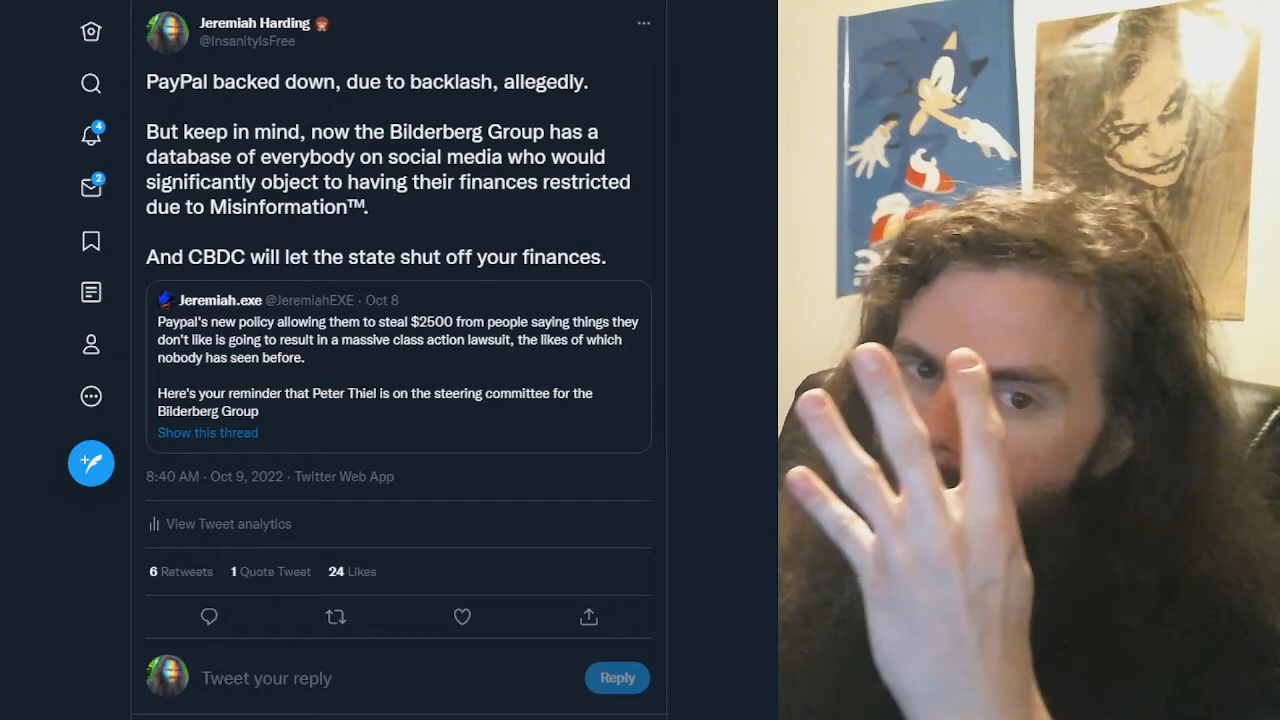 Jeremiah Harding
@InsanityIsFree
PayPal backed down, due to backlash, allegedly.
But keep in mind, now the Bilderberg Group has a
database of everybody on social media who would
significantly object to having their finances restricted
due to Misinformation™.
And CBDC will let the state shut off your finances.
Jeremiah.exe @JeremiahEXE · Oct 8
Paypal's new policy allowing them to steal $2500 from people saying things they
don't like is going to result in a massive class action lawsuit, the likes of which
nobody has seen before.
Here's your reminder that Peter Thiel is on the steering committee for the
Bilderberg Group
Show this thread
8:40 AM · Oct 9, 2022 · Twitter Web App
View Tweet analytics
6 Retweets 1 Quote Tweet 24 Likes
Tweet your reply
Reply
4
2